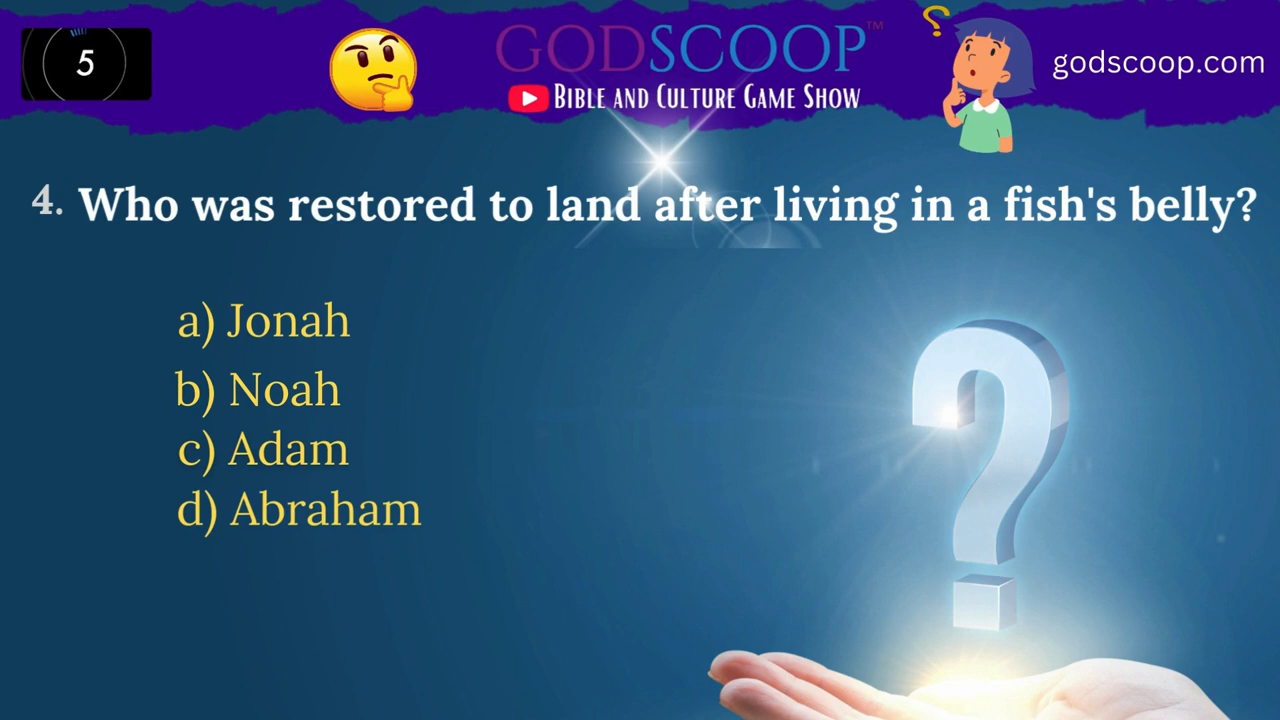 5
GODSCOOP™
BIBLE AND CULTURE GAME SHOW
godscoop.com
4. Who was restored to land after living in a fish's belly?
a) Jonah
b) Noah
c) Adam
d) Abraham